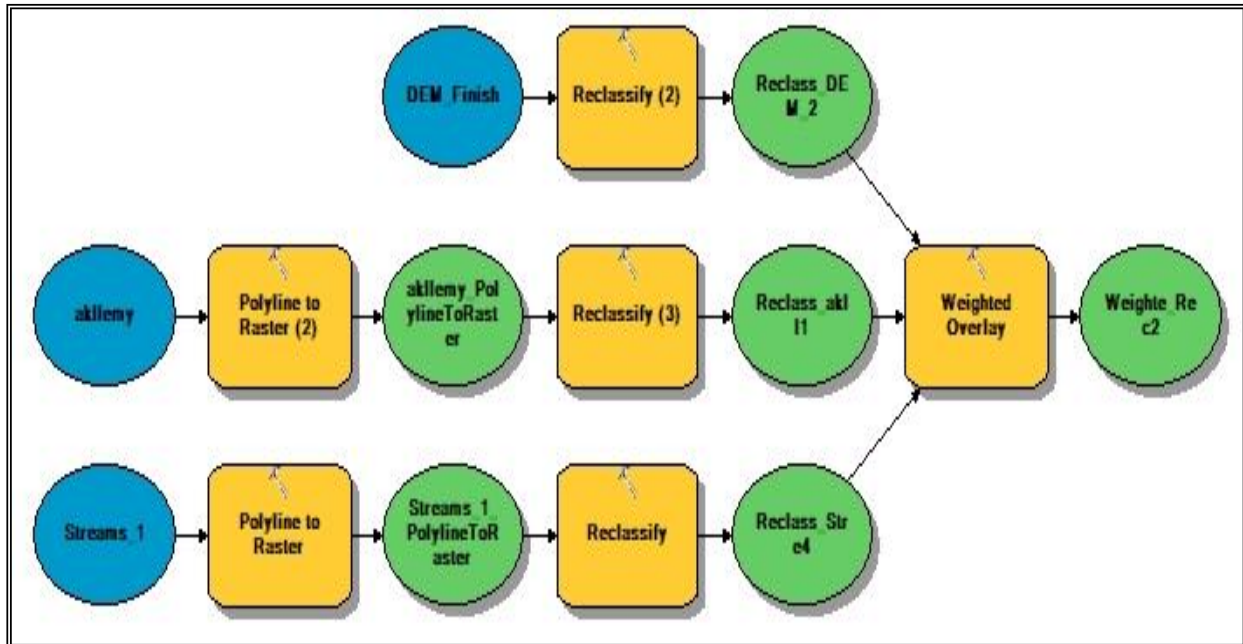 DEM_Finish
Reclassify (2)
Reclass_DE
M_2
akllemy
Polyline to
Raster (2)
akllemy_Pol
ylineToRast
er
Reclassify (3)
Reclass_akl
l1
Weighted
Overlay
Weighte_Re
c2
Streams_1
Polyline to
Raster
Streams_1_
PolylineToR
aster
Reclassify
Reclass_Str
e4